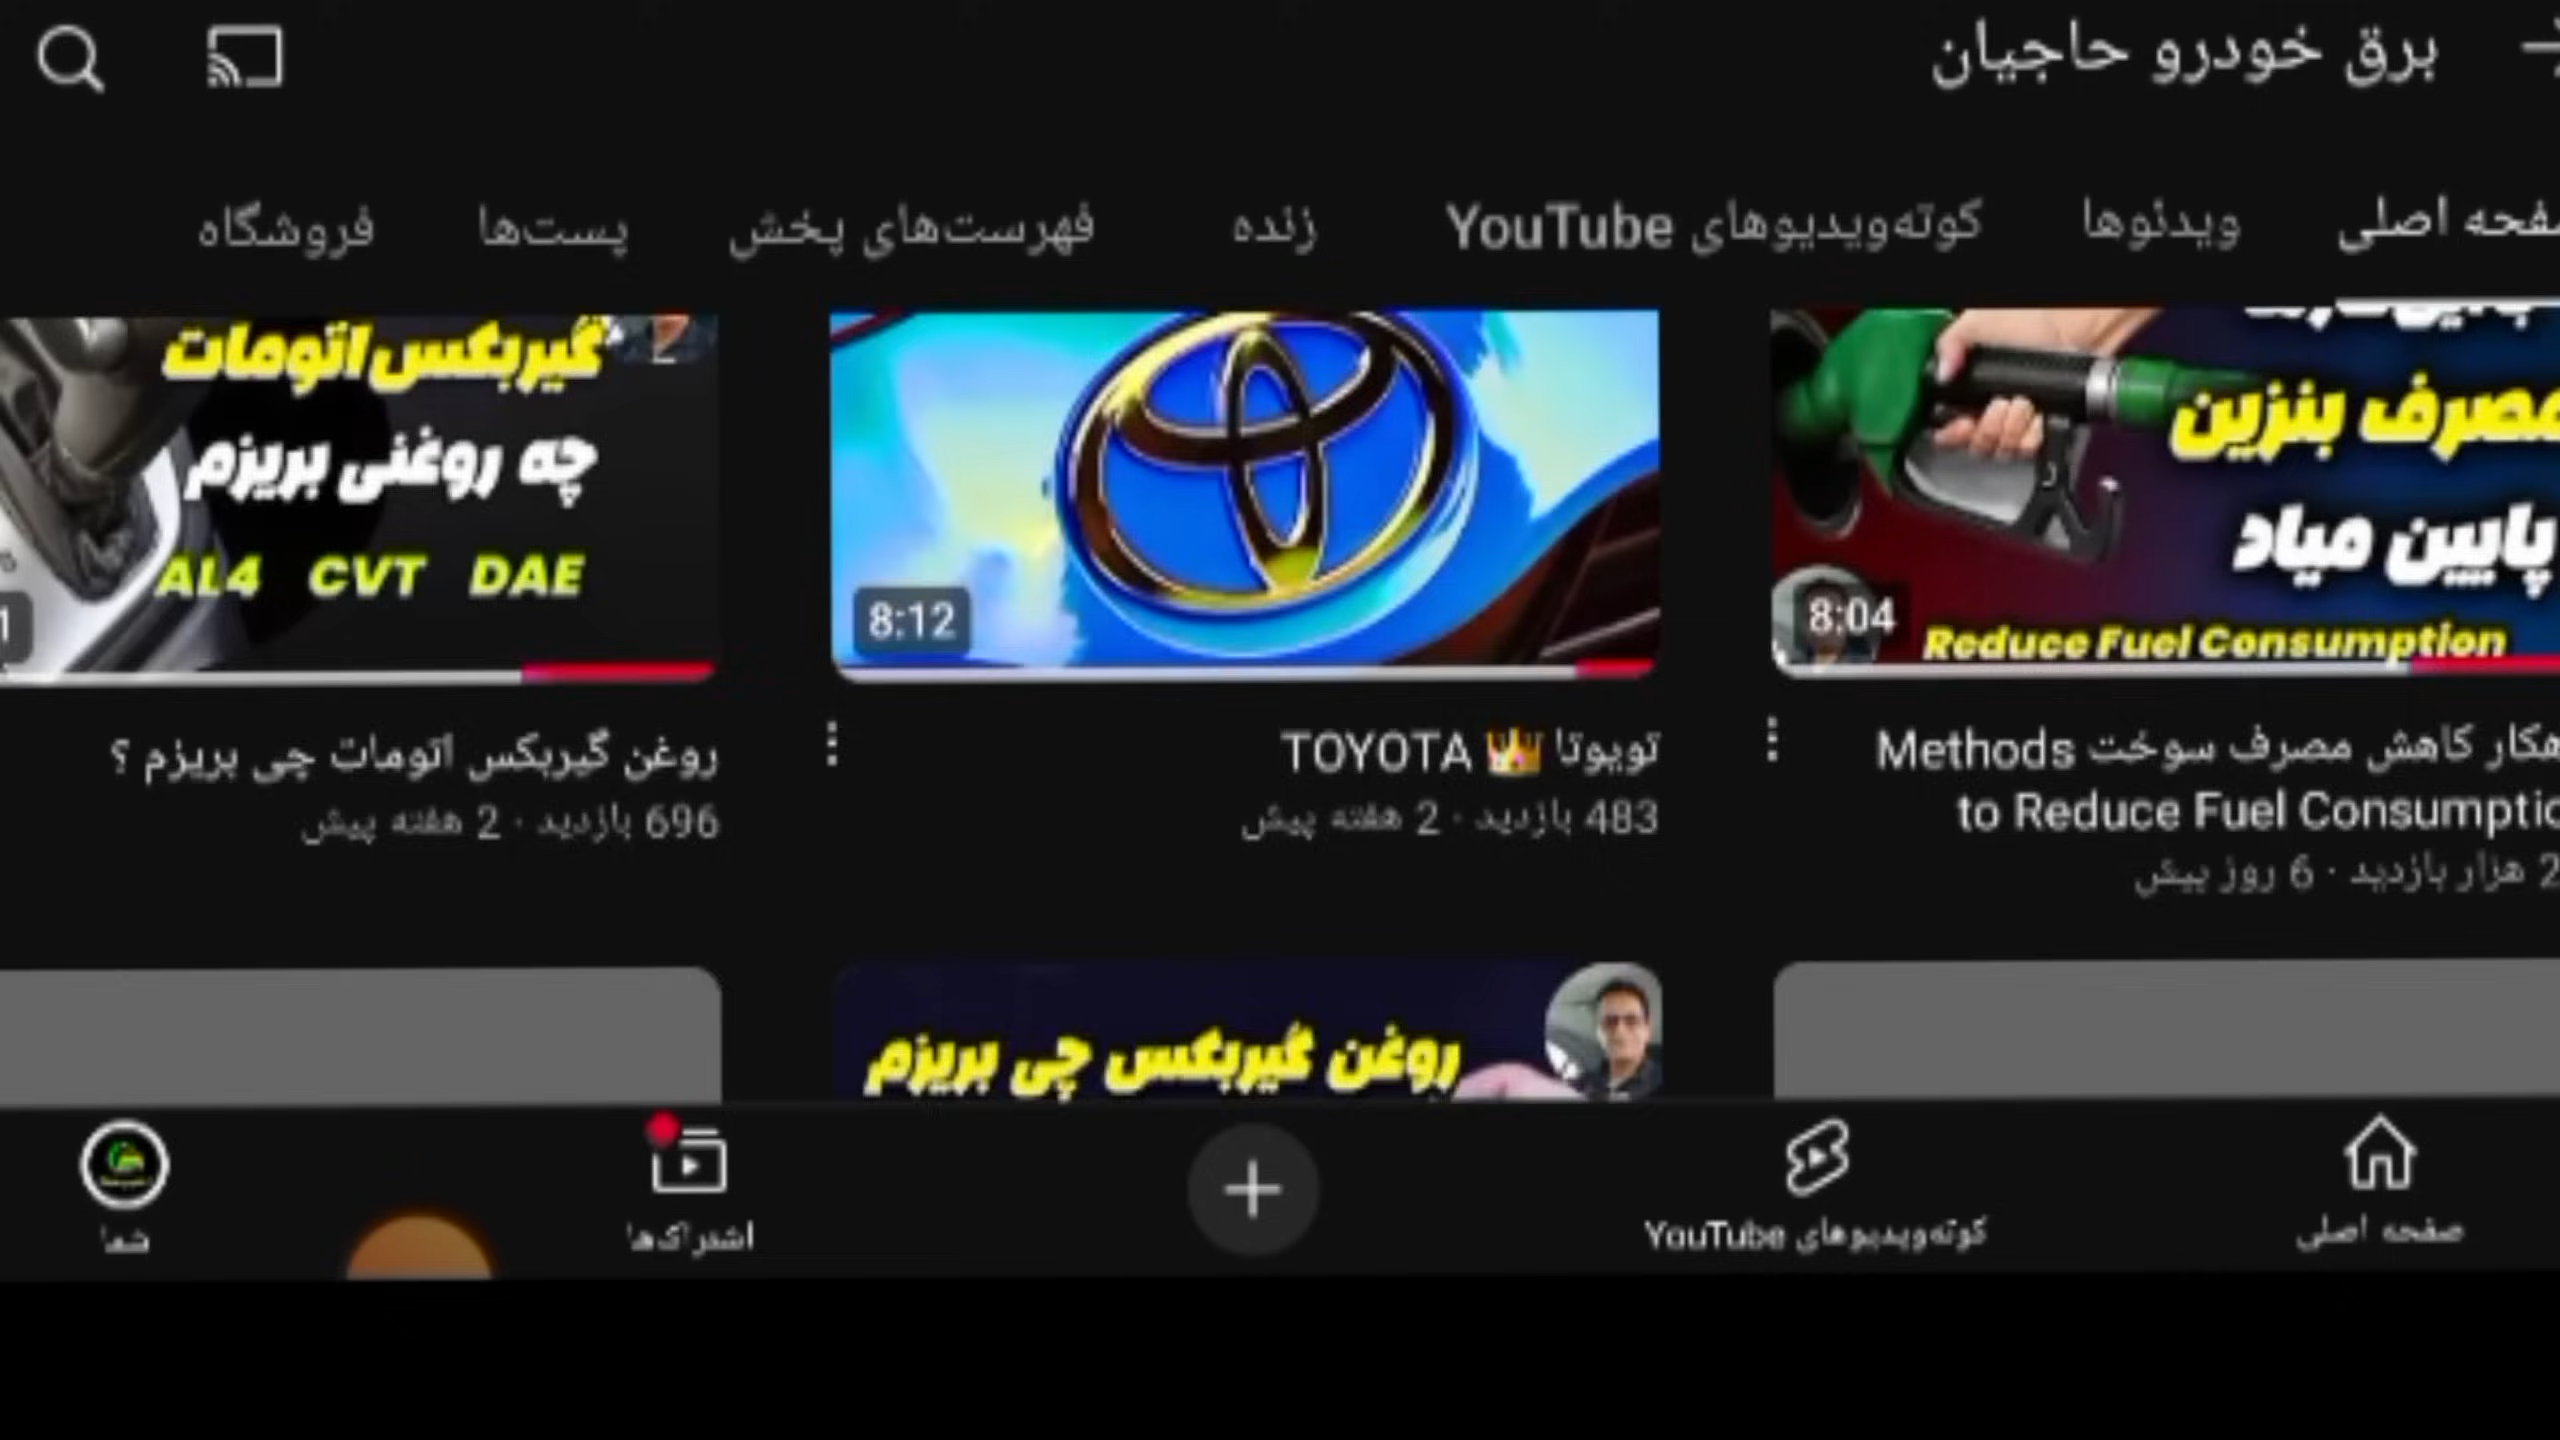 برق خودرو حاجیان
صفحه اصلی ویدئوها کوته‌ویدیوهای YouTube زنده فهرست‌های پخش پست‌ها فروشگاه
مصرف بنزین
پایین میاد
8:04
Reduce Fuel Consumption
8:12
گیربکس اتومات
چه روغنی بریزم
AL4 CVT DAE
کاهش مصرف سوخت Methods
to Reduce Fuel
هزار بازدید · 6 روز پیش
تویوتا 👑 TOYOTA
483 بازدید · 2 هفته پیش
روغن گیربکس اتومات چی بریزم ؟
696 بازدید · 2 هفته پیش
روغن گیربکس چی بریزم
صفحه اصلی
کوته‌ویدیوهای YouTube
اشتراک‌ها
شما